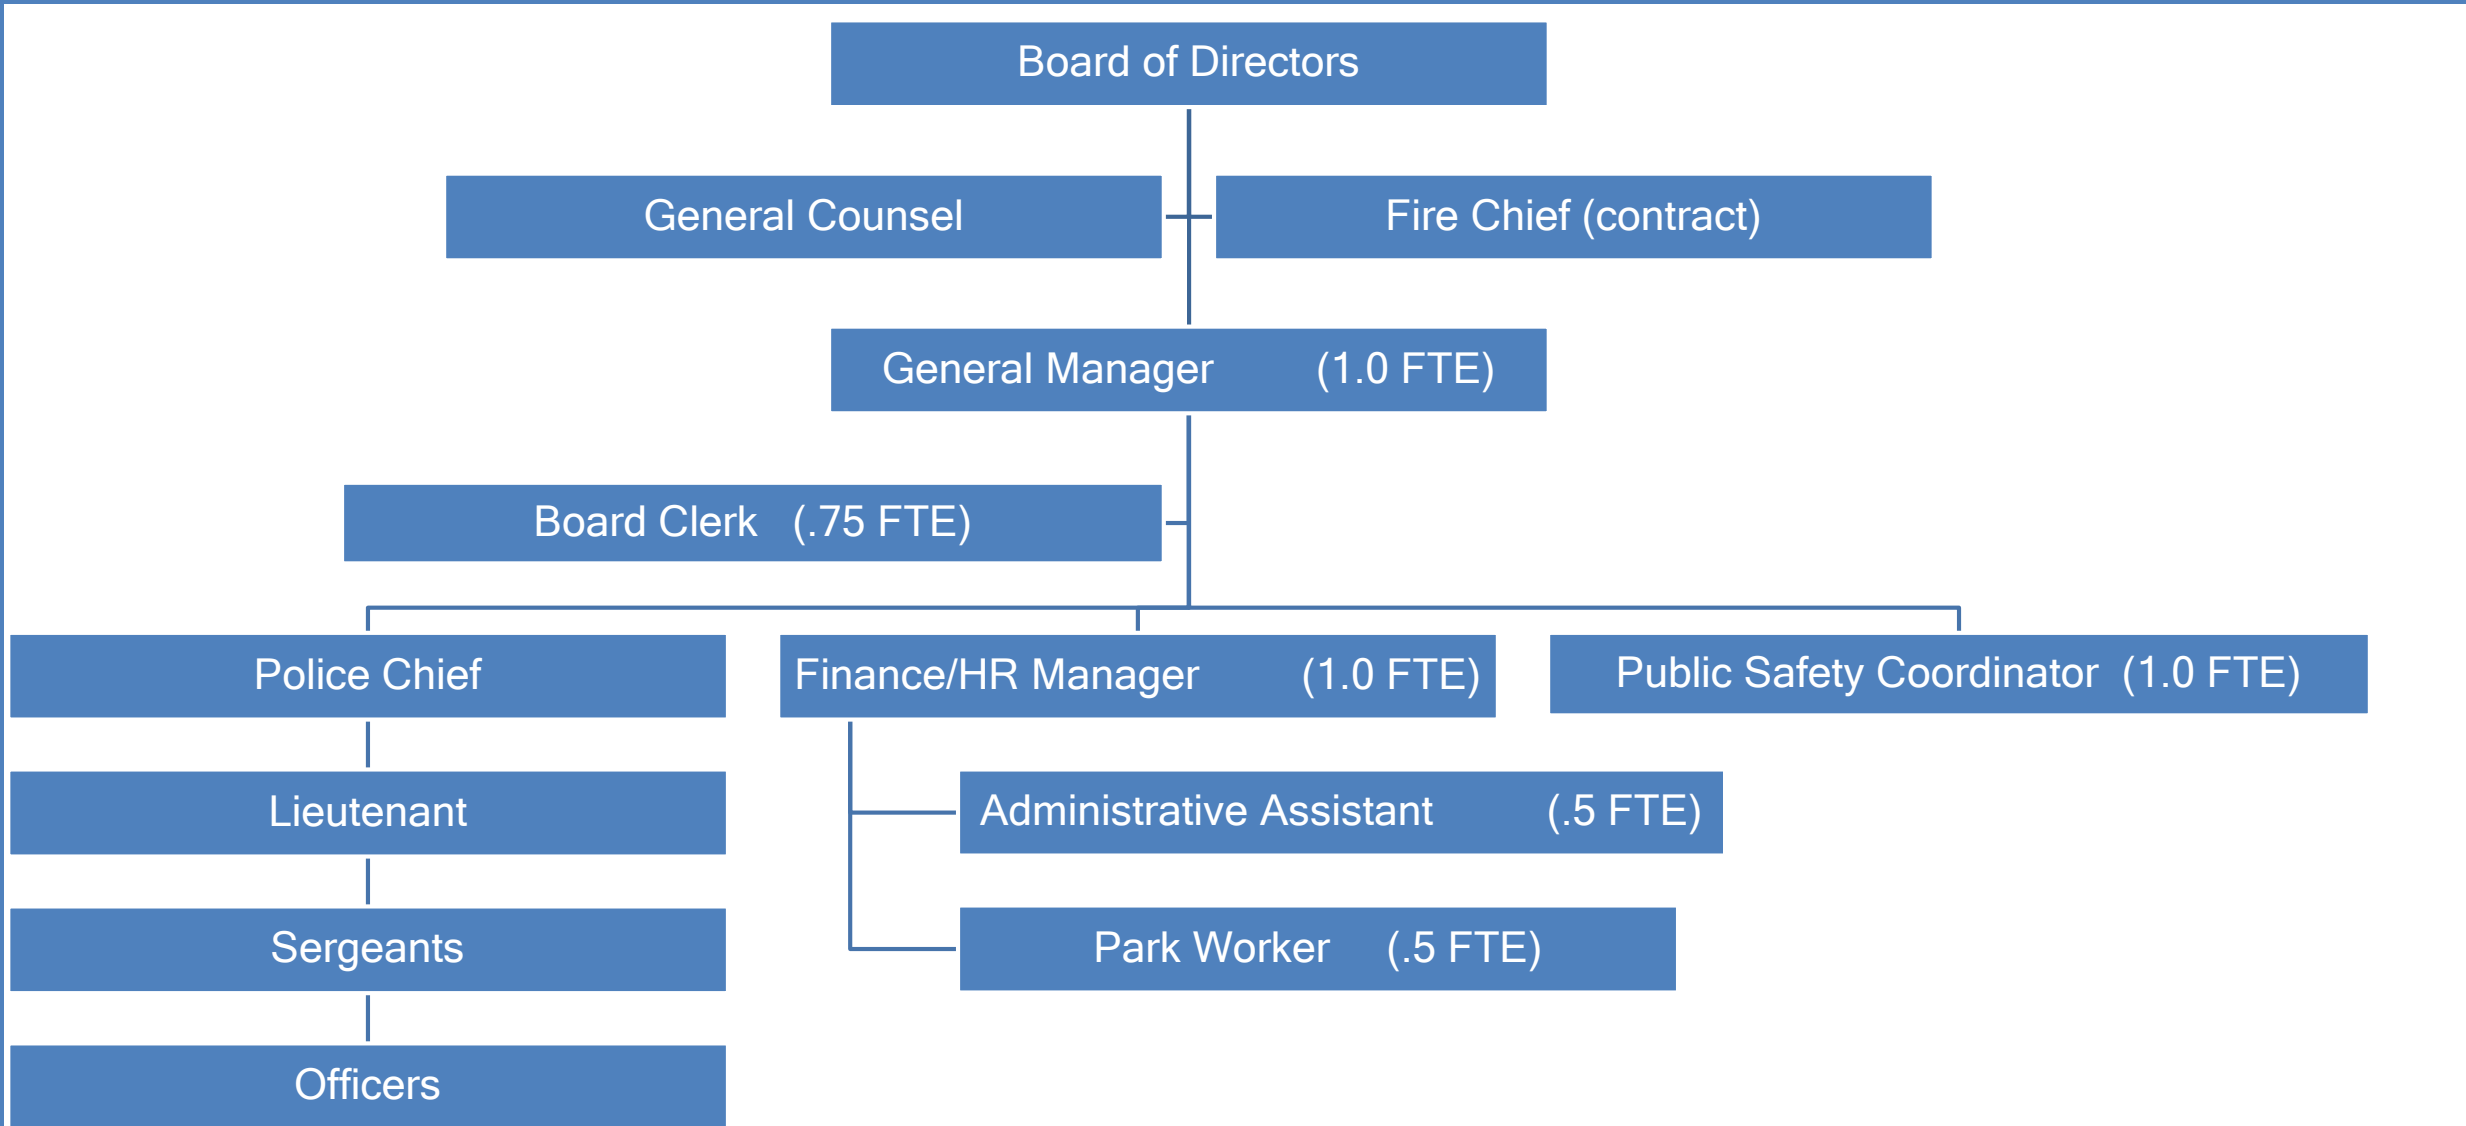 Board of Directors
General Counsel
Fire Chief (contract)
General Manager (1.0 FTE)
Board Clerk (.75 FTE)
Police Chief
Finance/HR Manager (1.0 FTE)
Public Safety Coordinator (1.0 FTE)
Lieutenant
Administrative Assistant (.5 FTE)
Sergeants
Park Worker (.5 FTE)
Officers